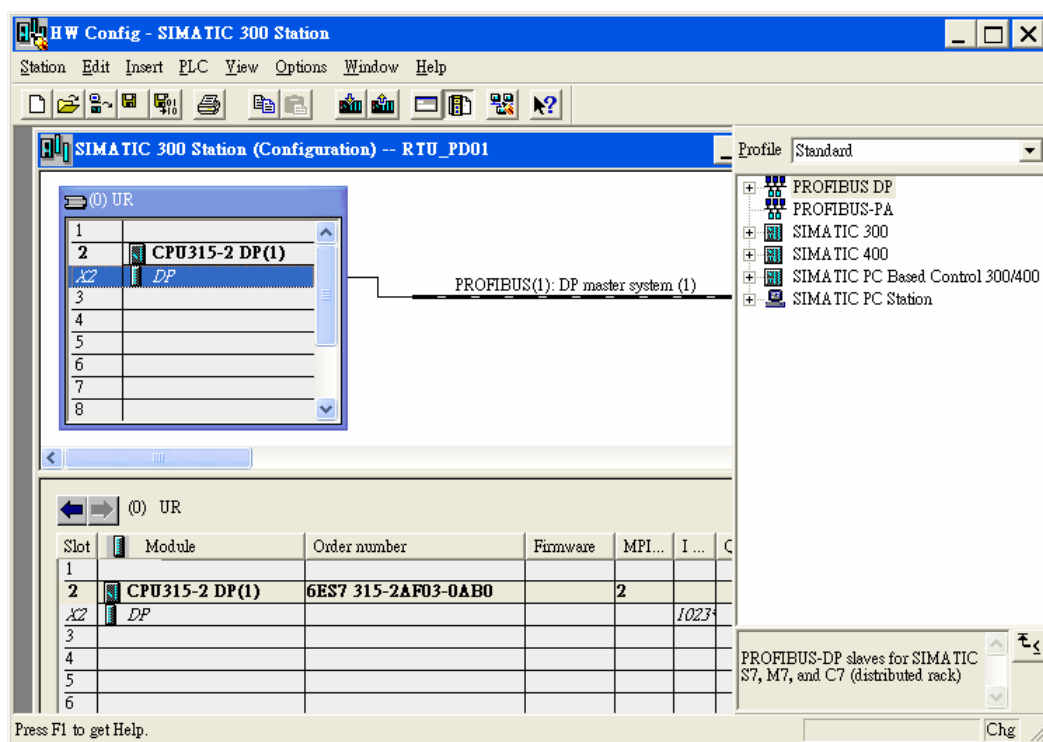 HW Config - SIMATIC 300 Station
Station Edit Insert PLC View Options Window Help
SIMATIC 300 Station (Configuration) -- RTU_PD01
(0) UR
1
2 CPU315-2 DP(1)
X2 DP
3
4
5
6
7
8
PROFIBUS(1): DP master system (1)
Profile Standard
PROFIBUS DP
PROFIBUS-PA
SIMATIC 300
SIMATIC 400
SIMATIC PC Based Control 300/400
SIMATIC PC Station
(0) UR
Slot Module Order number Firmware MPI... I ...
1
2 CPU315-2 DP(1) 6ES7 315-2AF03-0AB0 2
X2 DP 1023*
3
4
5
6
PROFIBUS-DP slaves for SIMATIC
S7, M7, and C7 (distributed rack)
Press F1 to get Help. Chg